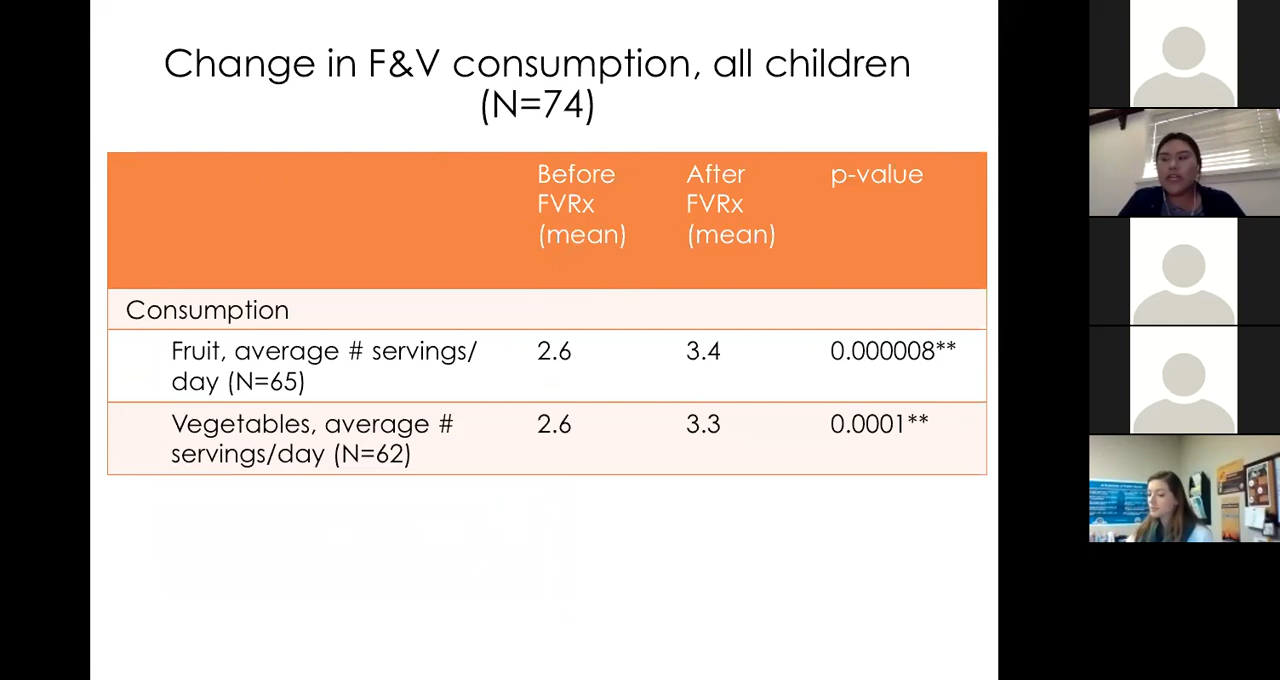 Change in F&V consumption, all children
(N=74)
Before
FVRx
(mean)
After
FVRx
(mean)
p-value
Consumption
Fruit, average # servings/
day (N=65)
2.6
3.4
0.000008**
Vegetables, average #
servings/day (N=62)
2.6
3.3
0.0001**